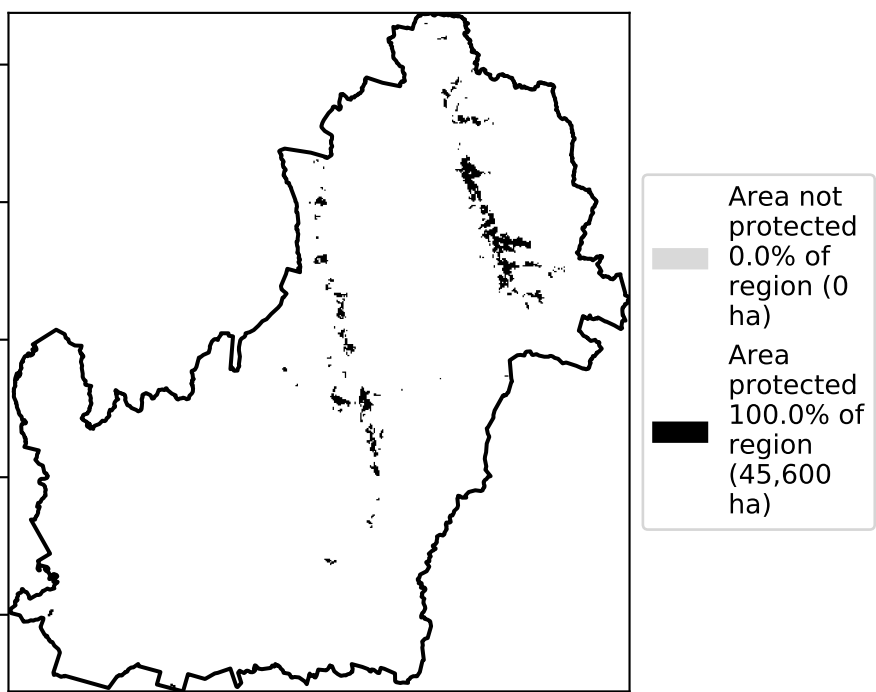 Area not
protected
0.0% of
region (0
ha)
Area
protected
100.0% of
region
(45,600
ha)